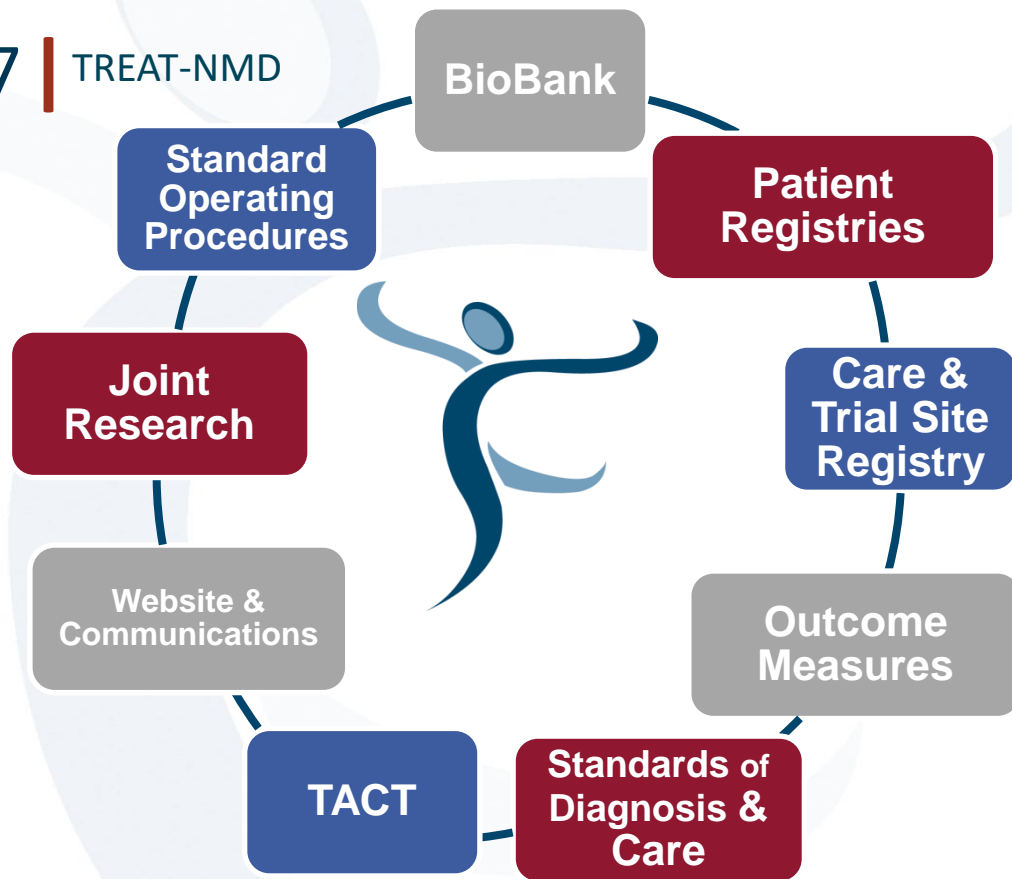 7 | TREAT-NMD
BioBank
Patient
Registries
Care &
Trial Site
Registry
Outcome
Measures
Standards of
Diagnosis &
Care
TACT
Website &
Communications
Joint
Research
Standard
Operating
Procedures